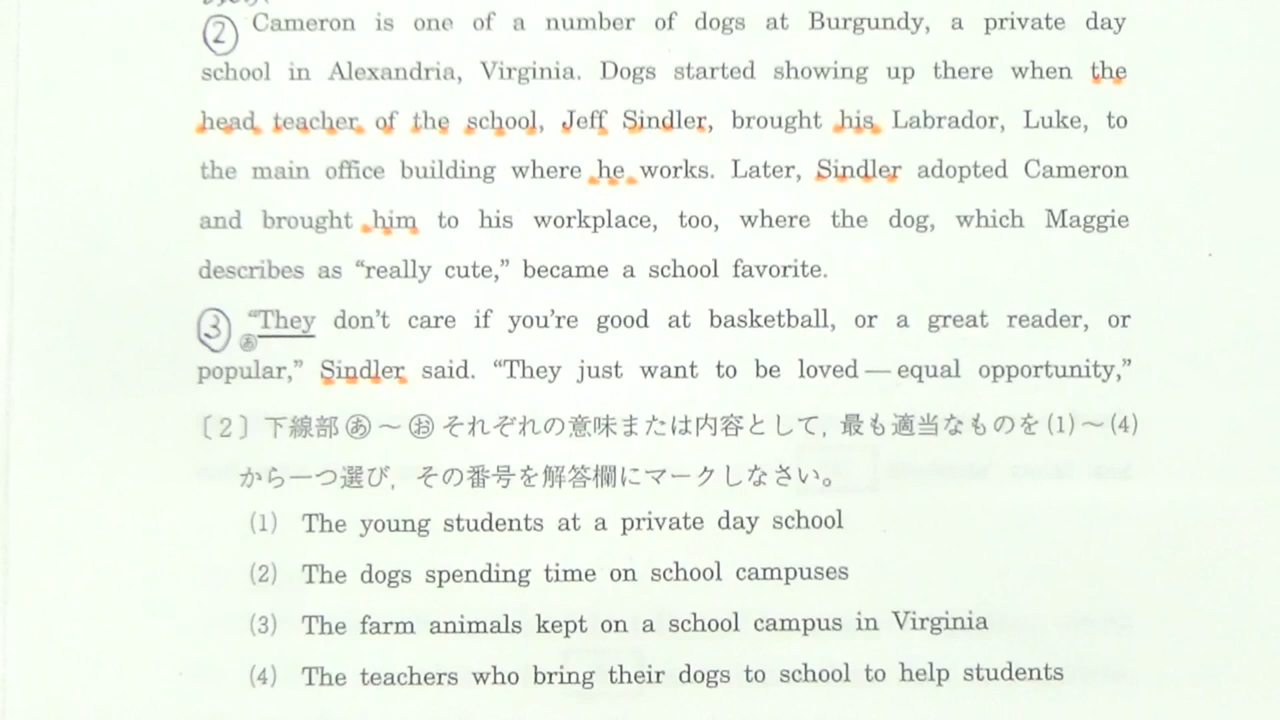 ② Cameron is one of a number of dogs at Burgundy, a private day
school in Alexandria, Virginia. Dogs started showing up there when the
head teacher of the school, Jeff Sindler, brought his Labrador, Luke, to
the main office building where he works. Later, Sindler adopted Cameron
and brought him to his workplace, too, where the dog, which Maggie
describes as “really cute,” became a school favorite.
③ “They don’t care if you’re good at basketball, or a great reader, or
あ
popular,” Sindler said. “They just want to be loved — equal opportunity,”
〔2〕下線部あ～おそれぞれの意味または内容として, 最も適当なものを(1)～(4)
から一つ選び, その番号を解答欄にマークしなさい。
(1) The young students at a private day school
(2) The dogs spending time on school campuses
(3) The farm animals kept on a school campus in Virginia
(4) The teachers who bring their dogs to school to help students